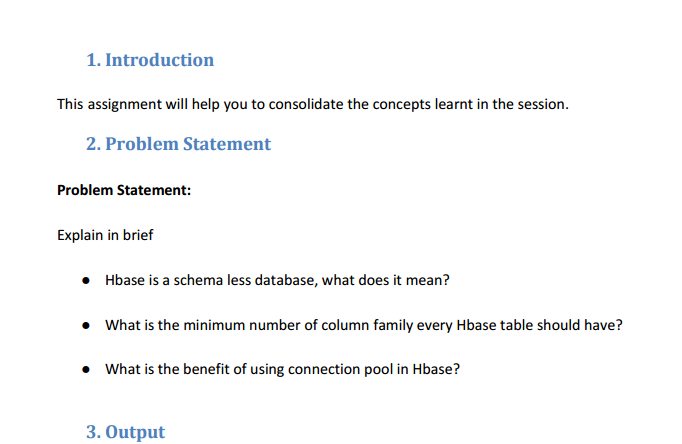 1. Introduction
This assignment will help you to consolidate the concepts learnt in the session.
2. Problem Statement
Problem Statement:
Explain in brief
● Hbase is a schema less database, what does it mean?
● What is the minimum number of column family every Hbase table should have?
● What is the benefit of using connection pool in Hbase?
3. Output